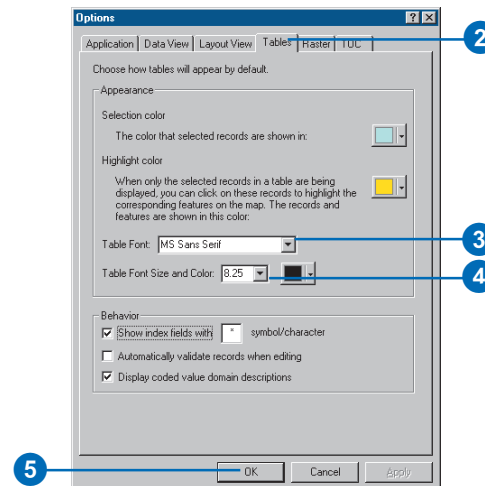 Options
Application Data View Layout View Tables Raster TOC
2
Choose how tables will appear by default.
Appearance
Selection color
The color that selected records are shown in:
Highlight color
When only the selected records in a table are being
displayed, you can click on these records to highlight the
corresponding features on the map. The records and
features are shown in this color:
Table Font: MS Sans Serif
3
Table Font Size and Color: 8.25
4
Behavior
Show index fields with * symbol/character
Automatically validate records when editing
Display coded value domain descriptions
5
OK Cancel Apply